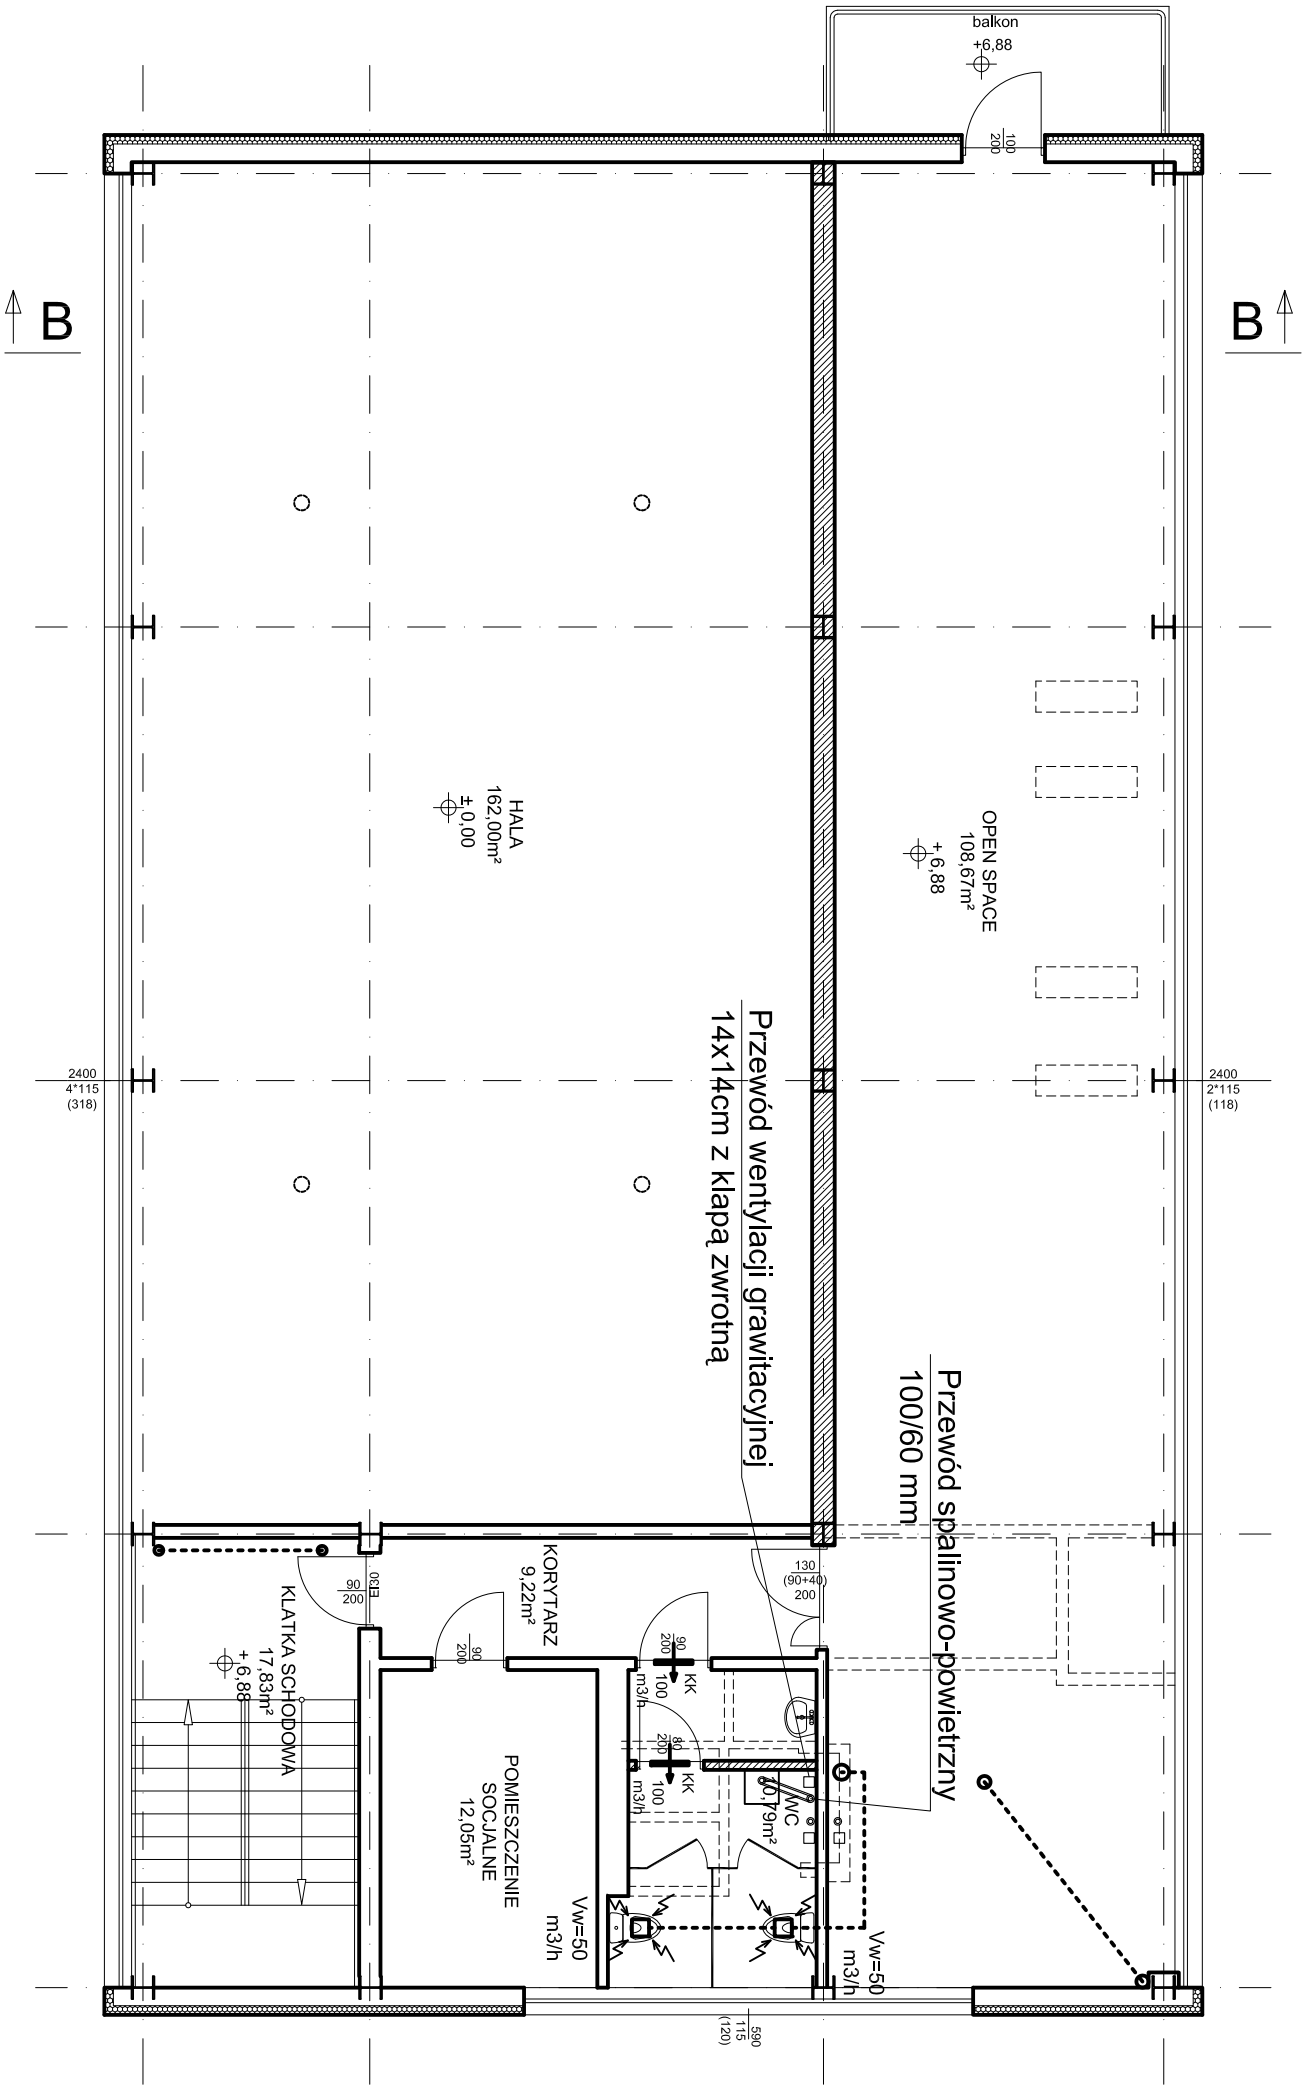 balkon
+6,88
100
200
B
B
HALA
162,00m²
±0,00
OPEN SPACE
108,67m²
+6,88
2400
4*115
(318)
2400
2*115
(118)
Przewód wentylacji grawitacyjnej
14x14cm z klapą zwrotną
Przewód spalinowo-powietrzny
100/60 mm
KORYTARZ
9,22m²
130
(90+40)
200
EI30
90
200
KLATKA SCHODOWA
17,83m²
+6,88
90
200
90
200
KK
100
m3/h
80
200
KK
100
m3/h
WC
POMIESZCZENIE
SOCJALNE
12,05m²
Vw=50
m3/h
Vw=50
m3/h
590
115
(120)